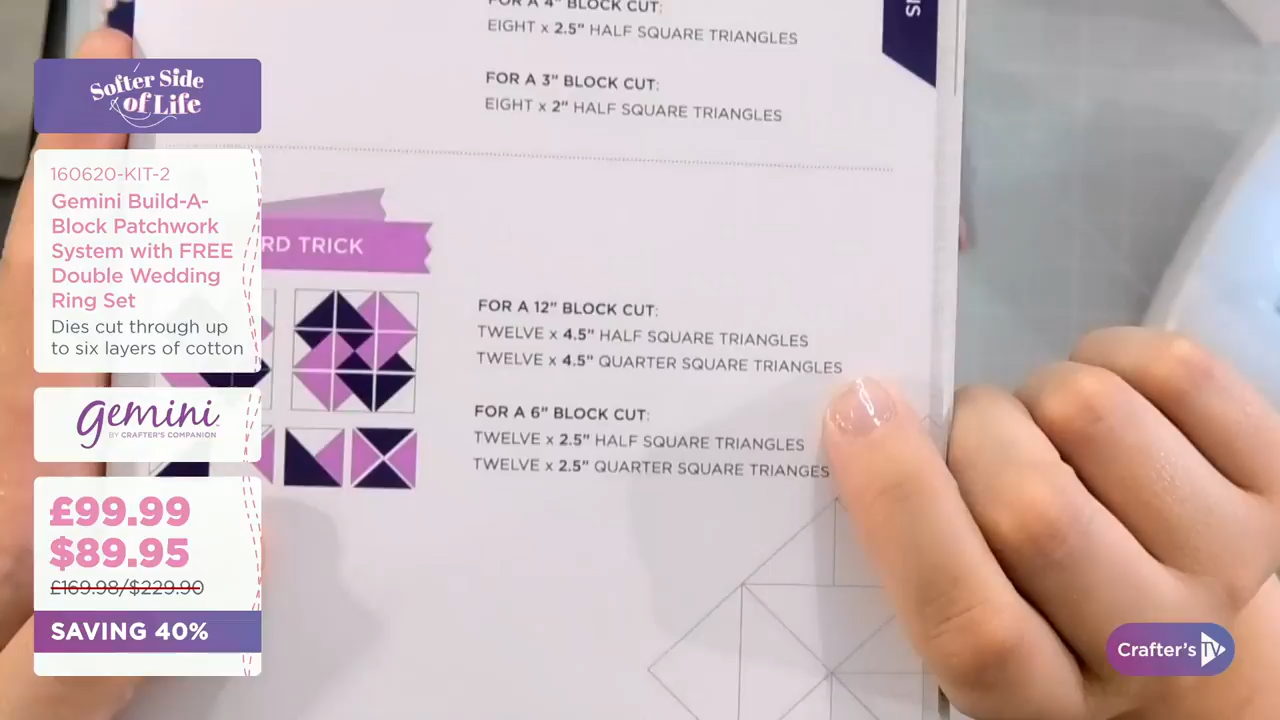 FOR A 4" BLOCK CUT:
EIGHT x 2.5" HALF SQUARE TRIANGLES
FOR A 3" BLOCK CUT:
EIGHT x 2" HALF SQUARE TRIANGLES
RD TRICK
FOR A 12" BLOCK CUT:
TWELVE x 4.5" HALF SQUARE TRIANGLES
TWELVE x 4.5" QUARTER SQUARE TRIANGLES
FOR A 6" BLOCK CUT:
TWELVE x 2.5" HALF SQUARE TRIANGLES
TWELVE x 2.5" QUARTER SQUARE TRIANGES
Softer Side
of Life
160620-KIT-2
Gemini Build-A-
Block Patchwork
System with FREE
Double Wedding
Ring Set
Dies cut through up
to six layers of cotton
gemini
BY CRAFTER'S COMPANION
£99.99
$89.95
£169.98/$229.90
SAVING 40%
Crafter's TV